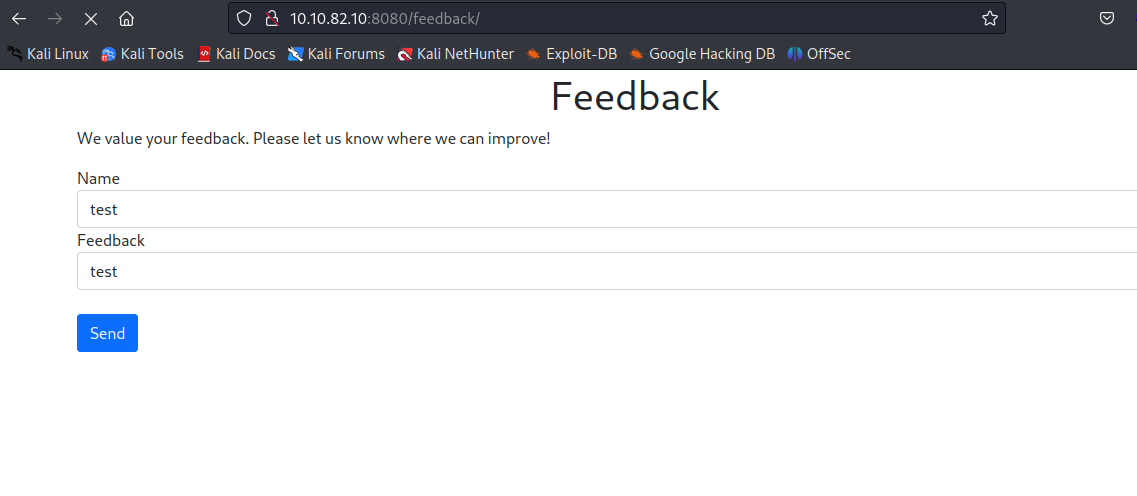 10.10.82.10:8080/feedback/
Kali Linux Kali Tools Kali Docs Kali Forums Kali NetHunter Exploit-DB Google Hacking DB OffSec
Feedback
We value your feedback. Please let us know where we can improve!
Name
test
Feedback
test
Send